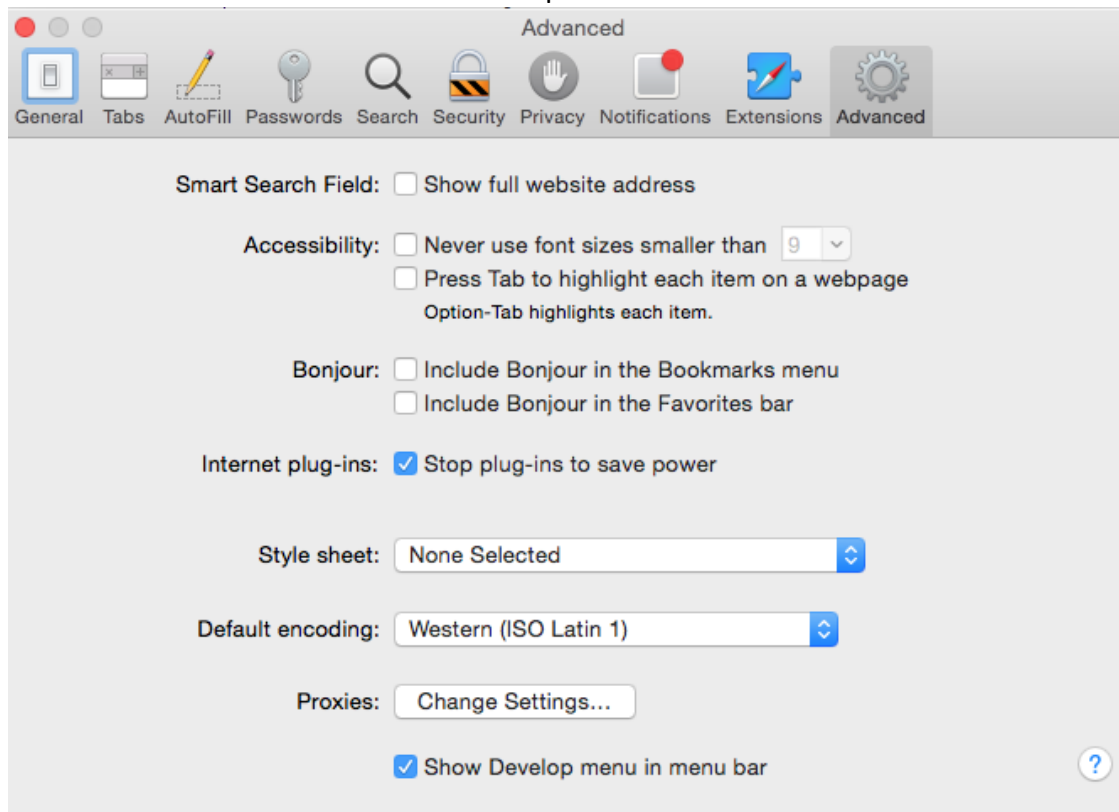 Advanced
General Tabs AutoFill Passwords Search Security Privacy Notifications Extensions Advanced
Smart Search Field: Show full website address
Accessibility: Never use font sizes smaller than 9
Press Tab to highlight each item on a webpage
Option-Tab highlights each item.
Bonjour: Include Bonjour in the Bookmarks menu
Include Bonjour in the Favorites bar
Internet plug-ins: Stop plug-ins to save power
Style sheet: None Selected
Default encoding: Western (ISO Latin 1)
Proxies: Change Settings...
Show Develop menu in menu bar
?